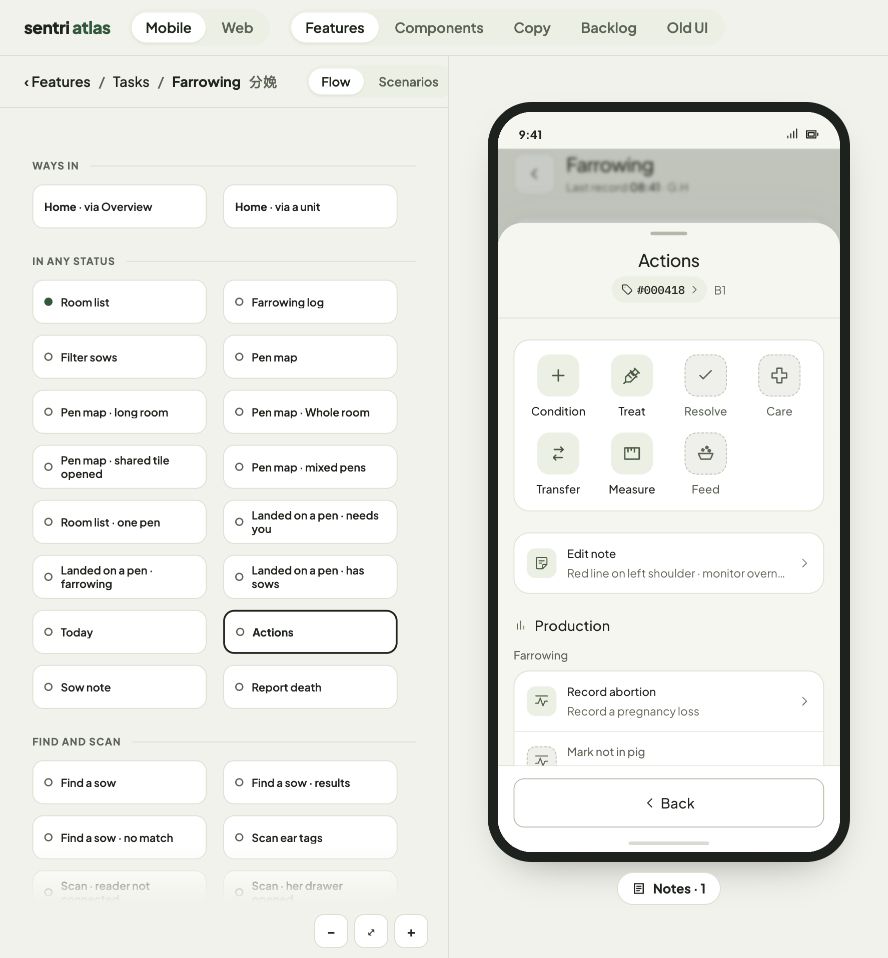 sentri atlas
Mobile
Web
Features
Components
Copy
Backlog
Old UI
‹ Features / Tasks / Farrowing 分娩
Flow
Scenarios
WAYS IN
Home · via Overview
Home · via a unit
IN ANY STATUS
Room list
Farrowing log
Filter sows
Pen map
Pen map · long room
Pen map · Whole room
Pen map · shared tile
opened
Pen map · mixed pens
Room list · one pen
Landed on a pen · needs
you
Landed on a pen ·
farrowing
Landed on a pen · has
sows
Today
Actions
Sow note
Report death
FIND AND SCAN
Find a sow
Find a sow · results
Find a sow · no match
Scan ear tags
Scan · reader not
connected
Scan · her drawer
opened
9:41
Farrowing
Last record 08:41 · G.H
Actions
#000418
B1
Condition
Treat
Resolve
Care
Transfer
Measure
Feed
Edit note
Red line on left shoulder · monitor overn...
Production
Farrowing
Record abortion
Record a pregnancy loss
Mark not in pig
Back
Notes · 1